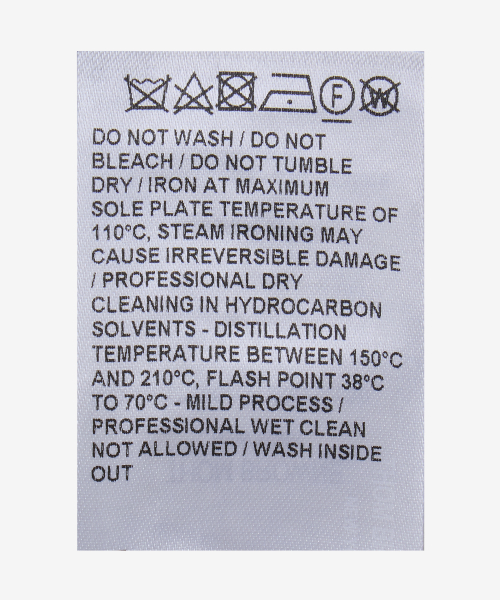 F W
DO NOT WASH / DO NOT
BLEACH / DO NOT TUMBLE
DRY / IRON AT MAXIMUM
SOLE PLATE TEMPERATURE OF
110°C, STEAM IRONING MAY
CAUSE IRREVERSIBLE DAMAGE
/ PROFESSIONAL DRY
CLEANING IN HYDROCARBON
SOLVENTS - DISTILLATION
TEMPERATURE BETWEEN 150°C
AND 210°C, FLASH POINT 38°C
TO 70°C - MILD PROCESS /
PROFESSIONAL WET CLEAN
NOT ALLOWED / WASH INSIDE
OUT